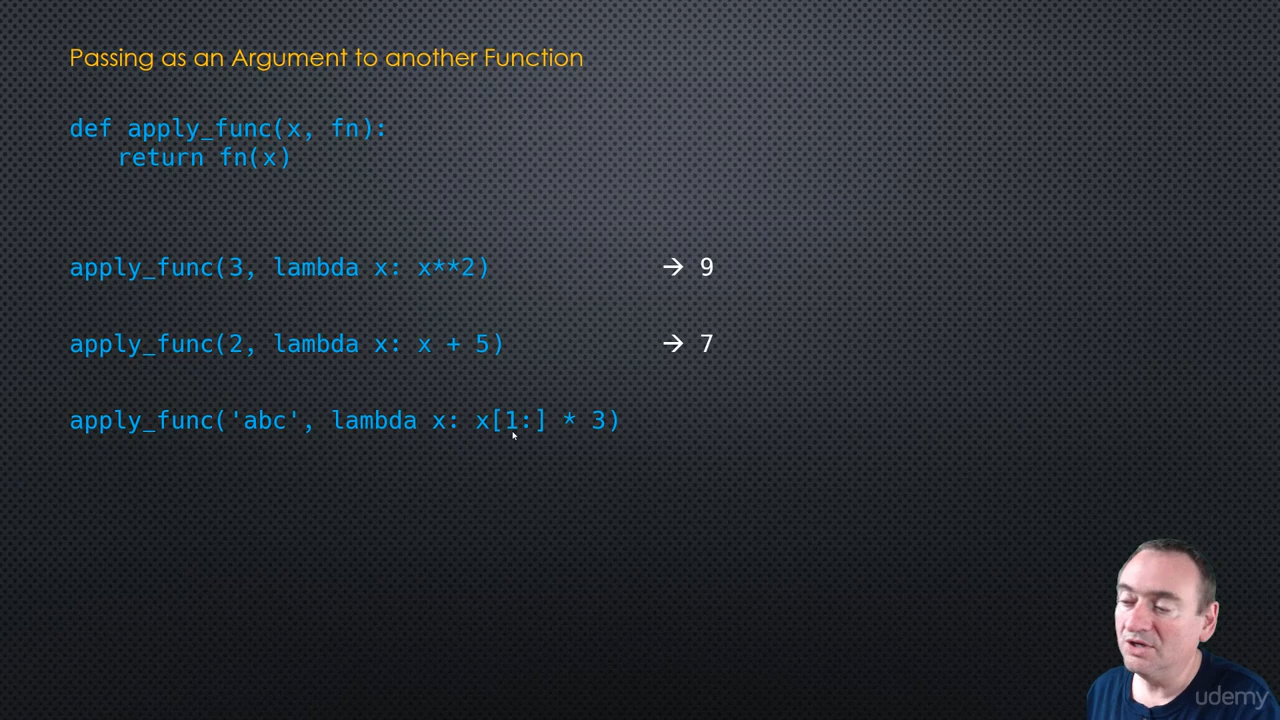 Passing as an Argument to another Function
def apply_func(x, fn):
return fn(x)
apply_func(3, lambda x: x**2) → 9
apply_func(2, lambda x: x + 5) → 7
apply_func('abc', lambda x: x[1:] * 3)
udemy